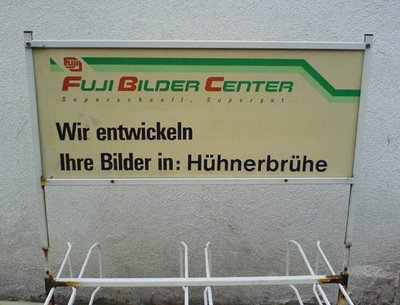 FUJI BILDER CENTER
Superschnell. Supergut.
Wir entwickeln
Ihre Bilder in: Hühnerbrühe